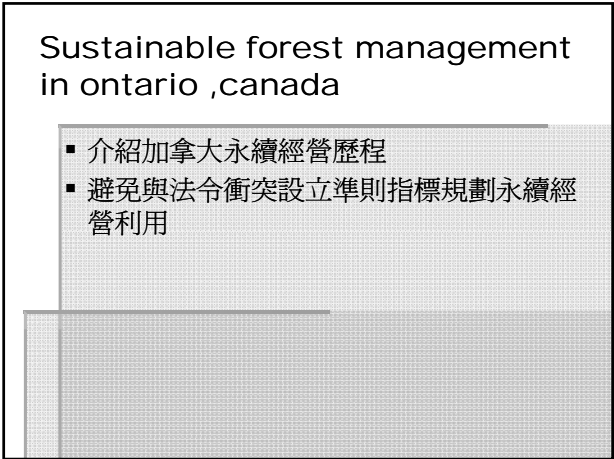 Sustainable forest management
in ontario ,canada
▪ 介紹加拿大永續經營歷程
▪ 避免與法令衝突設立準則指標規劃永續經
營利用